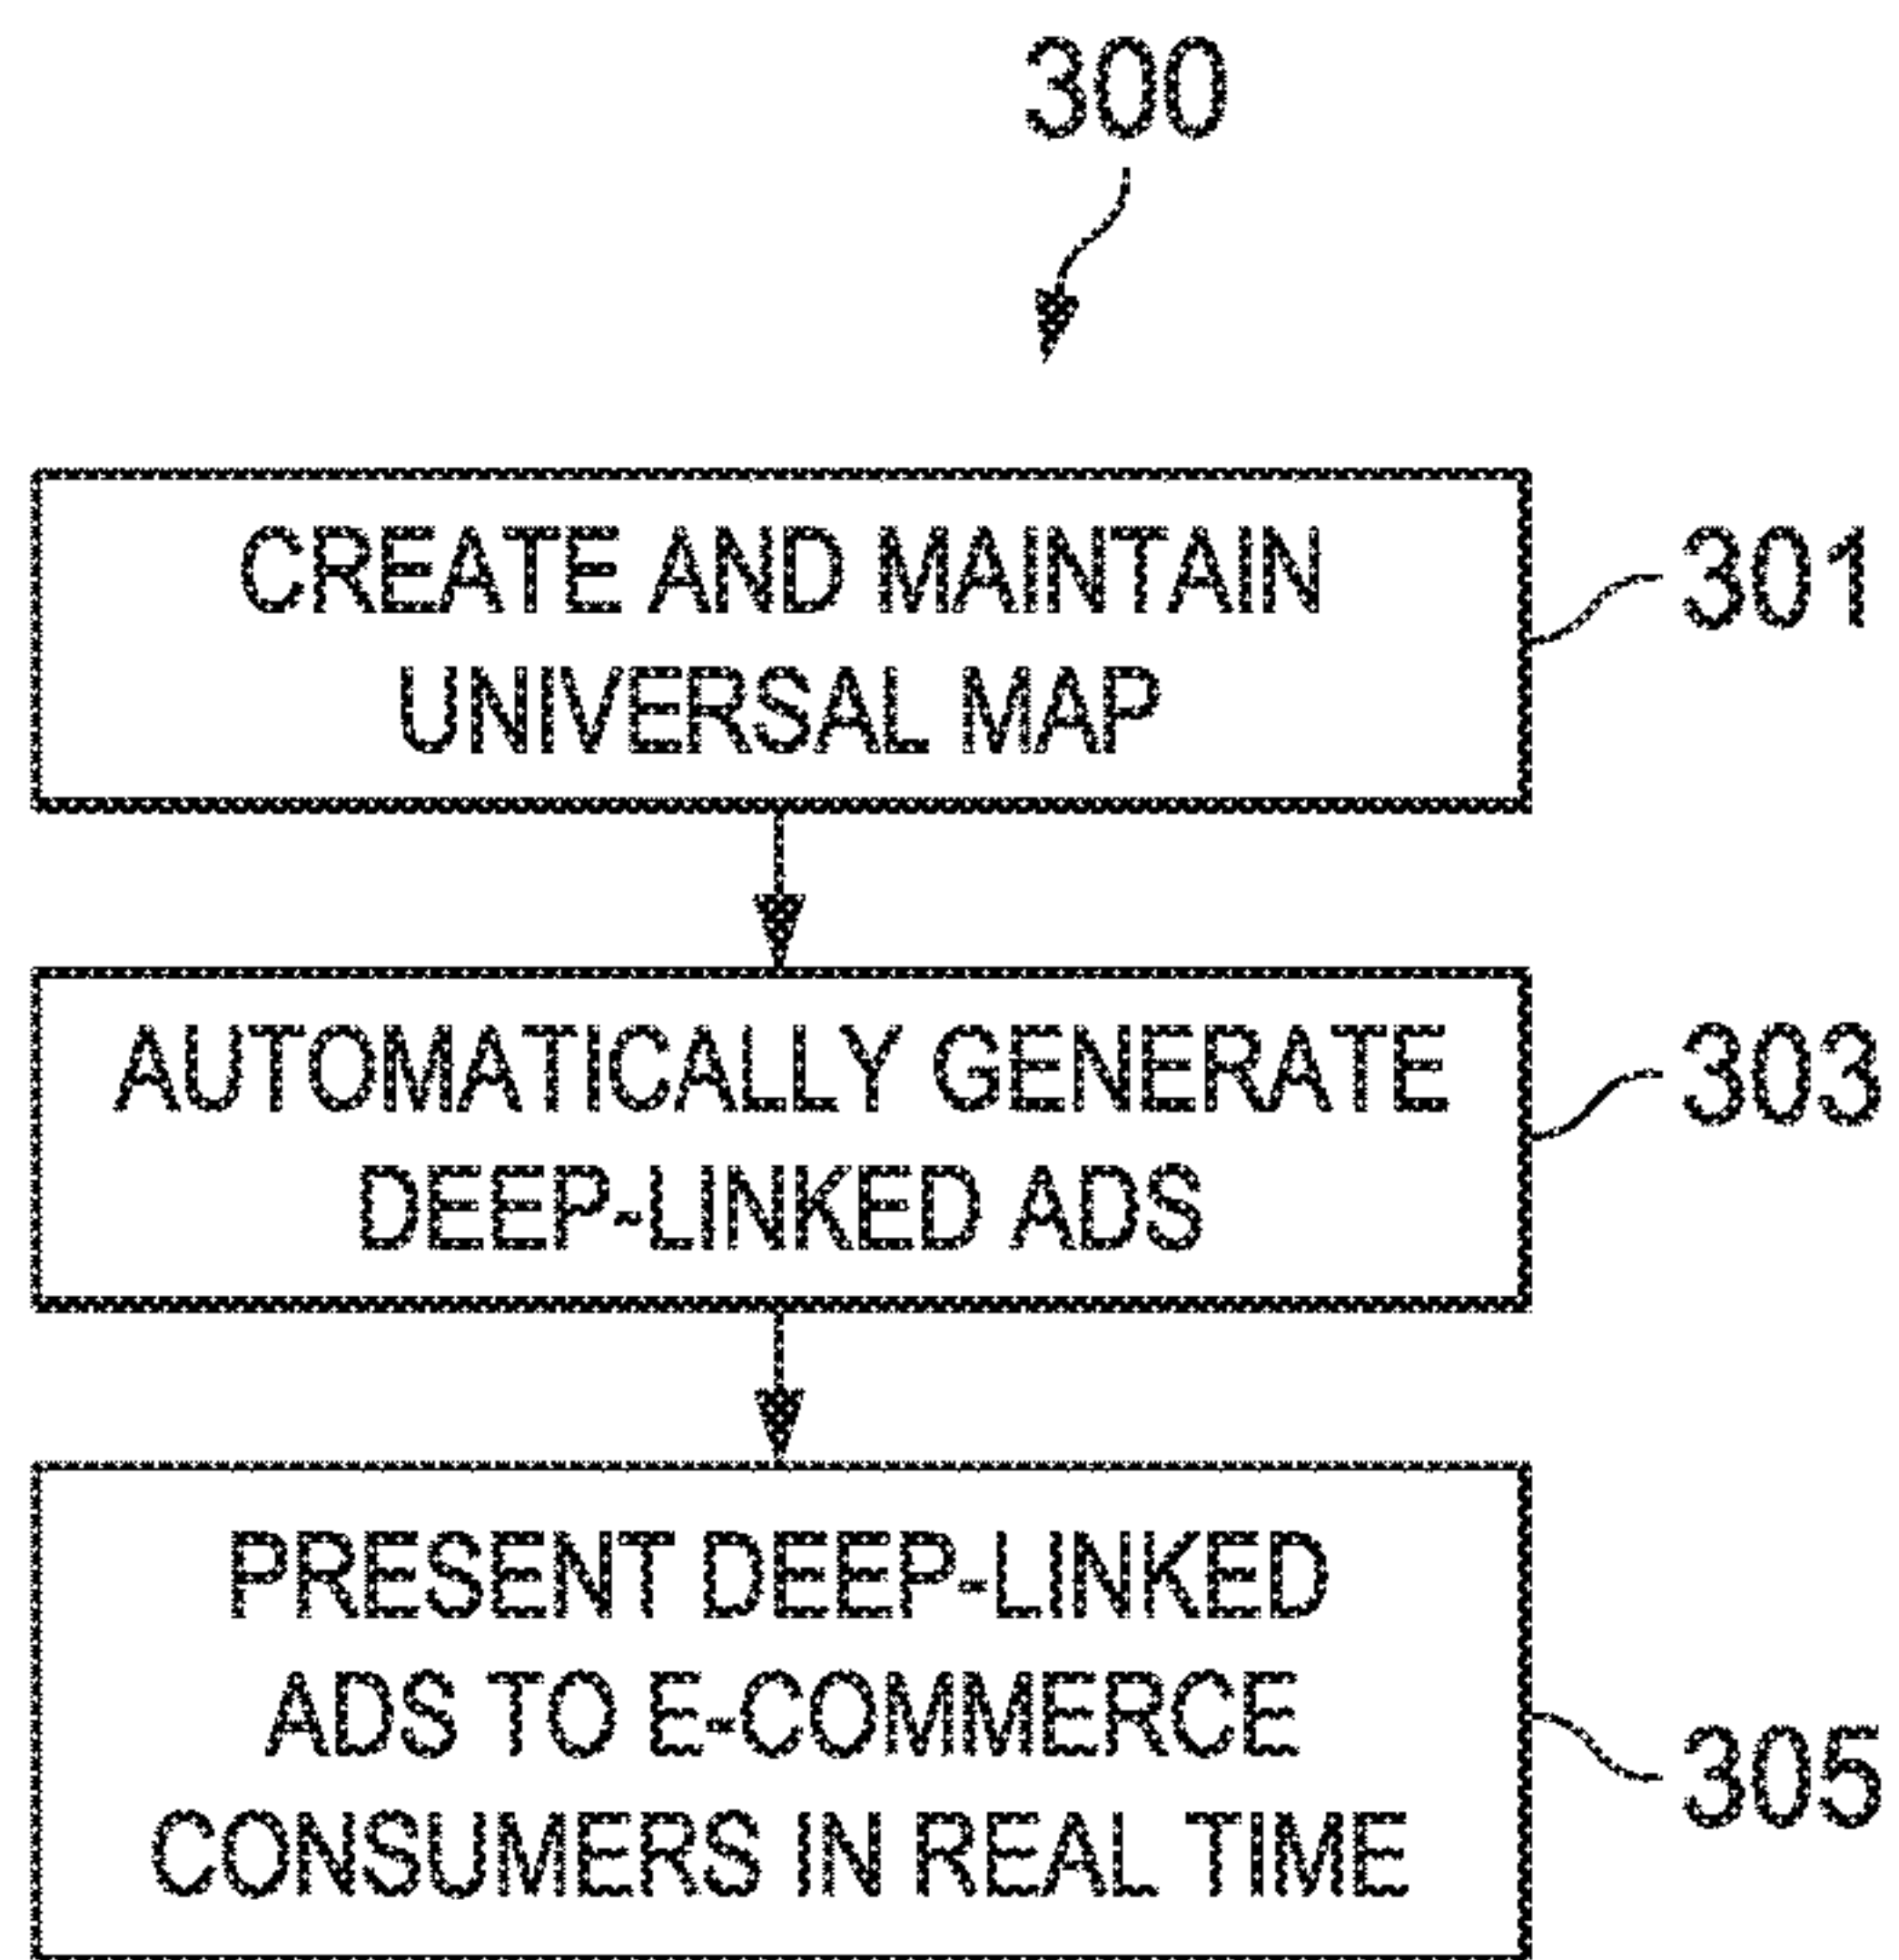 300
CREATE AND MAINTAIN
UNIVERSAL MAP
301
AUTOMATICALLY GENERATE
DEEP-LINKED ADS
303
PRESENT DEEP-LINKED
ADS TO E-COMMERCE
CONSUMERS IN REAL TIME
305